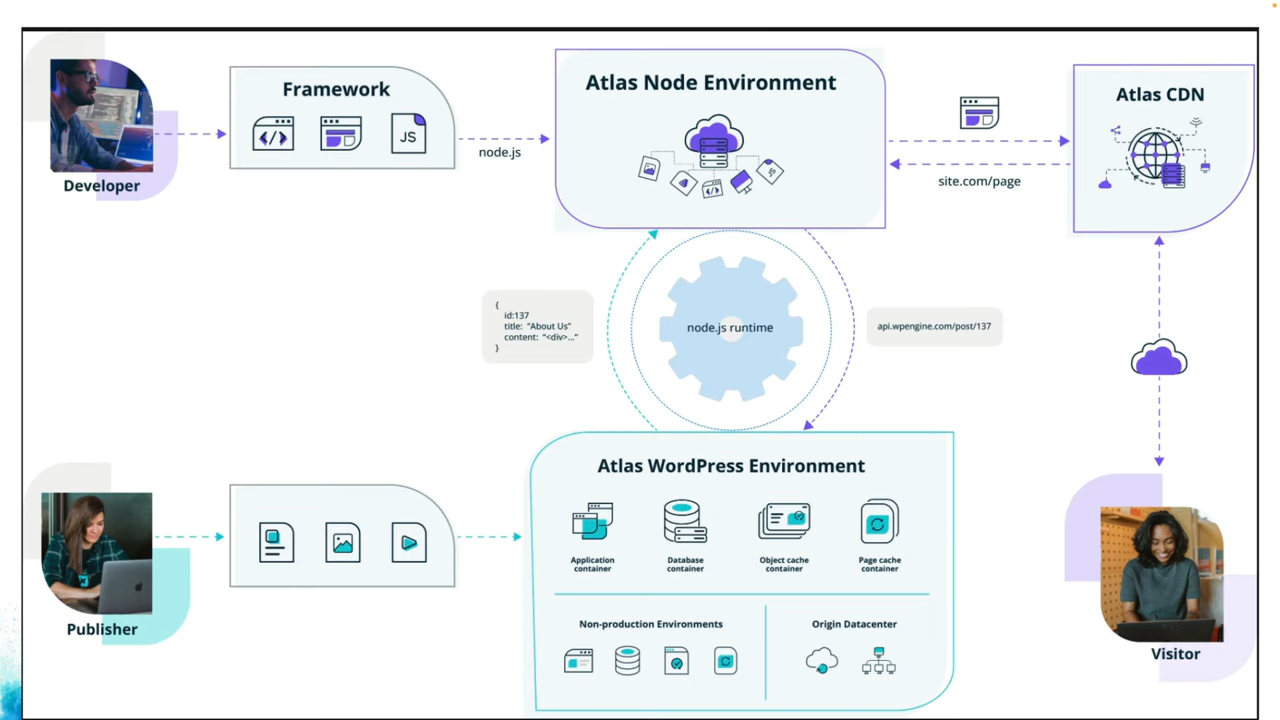 Developer
Framework
JS
node.js
Atlas Node Environment
JS
site.com/page
Atlas CDN
{
id:137
title: "About Us"
content: "<div>..."
}
node.js runtime
api.wpengine.com/post/137
Publisher
Atlas WordPress Environment
Application
container
Database
container
Object cache
container
Page cache
container
Non-production Environments
Origin Datacenter
Visitor